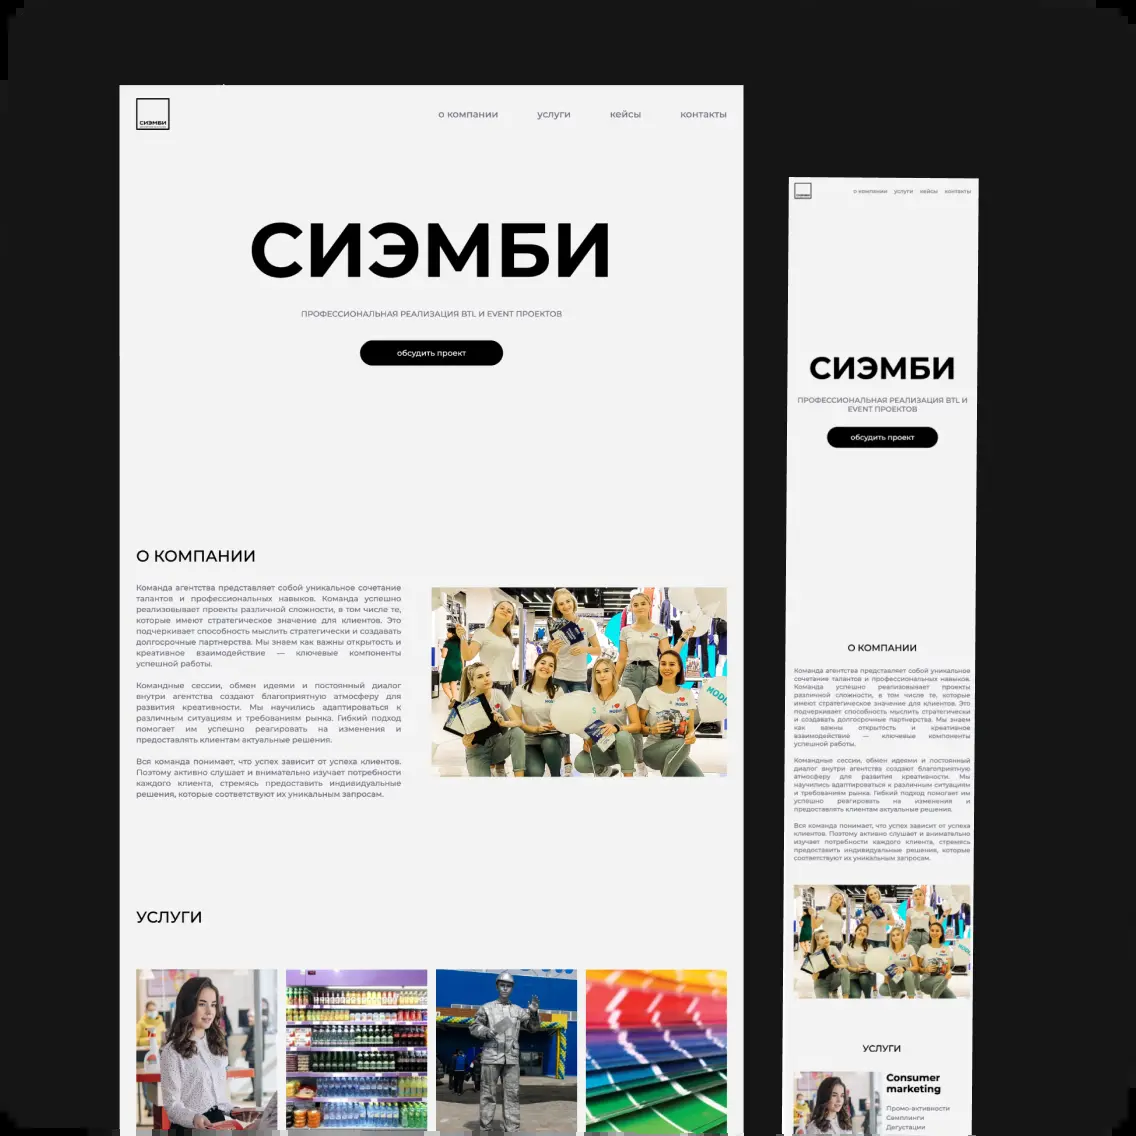 СИЭМБИ
о компании
услуги
кейсы
контакты
СИЭМБИ
ПРОФЕССИОНАЛЬНАЯ РЕАЛИЗАЦИЯ BTL И EVENT ПРОЕКТОВ
обсудить проект
О КОМПАНИИ
Команда агентства представляет собой уникальное сочетание
талантов и профессиональных навыков. Команда успешно
реализовывает проекты различной сложности, в том числе те,
которые имеют стратегическое значение для клиентов. Это
подчеркивает способность мыслить стратегически и создавать
долгосрочные партнерства. Мы знаем как важны открытость и
креативное взаимодействие — ключевые компоненты
успешной работы.
Командные сессии, обмен идеями и постоянный диалог
внутри агентства создают благоприятную атмосферу для
развития креативности. Мы научились адаптироваться к
различным ситуациям и требованиям рынка. Гибкий подход
помогает им успешно реагировать на изменения и
предоставлять клиентам актуальные решения.
Вся команда понимает, что успех зависит от успеха клиентов.
Поэтому активно слушает и внимательно изучает потребности
каждого клиента, стремясь предоставить индивидуальные
решения, которые соответствуют их уникальным запросам.
УСЛУГИ
о компании
услуги
кейсы
контакты
СИЭМБИ
ПРОФЕССИОНАЛЬНАЯ РЕАЛИЗАЦИЯ BTL И
EVENT ПРОЕКТОВ
обсудить проект
О КОМПАНИИ
Команда агентства представляет собой уникальное
сочетание талантов и профессиональных навыков.
Команда успешно реализовывает проекты
различной сложности, в том числе те, которые
имеют стратегическое значение для клиентов. Это
подчеркивает способность мыслить стратегически
и создавать долгосрочные партнерства. Мы знаем
как важны открытость и креативное
взаимодействие — ключевые компоненты
успешной работы.
Командные сессии, обмен идеями и постоянный
диалог внутри агентства создают благоприятную
атмосферу для развития креативности. Мы
научились адаптироваться к различным ситуациям
и требованиям рынка. Гибкий подход помогает им
успешно реагировать на изменения и
предоставлять клиентам актуальные решения.
Вся команда понимает, что успех зависит от успеха
клиентов. Поэтому активно слушает и внимательно
изучает потребности каждого клиента, стремясь
предоставить индивидуальные решения, которые
соответствуют их уникальным запросам.
УСЛУГИ
Consumer
marketing
Промо-активности
Семплинги
Дегустации